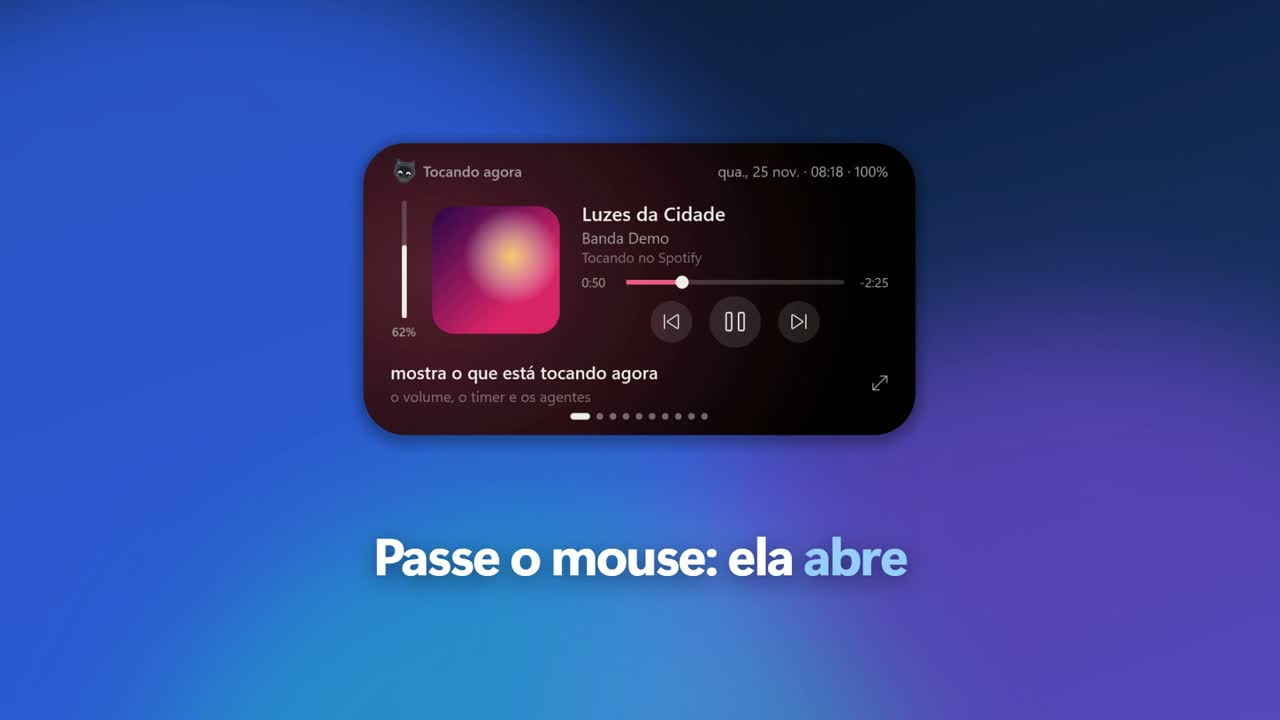 Tocando agora
qua., 25 nov. · 08:18 · 100%
Luzes da Cidade
Banda Demo
Tocando no Spotify
0:50
-2:25
62%
mostra o que está tocando agora
o volume, o timer e os agentes
Passe o mouse: ela abre